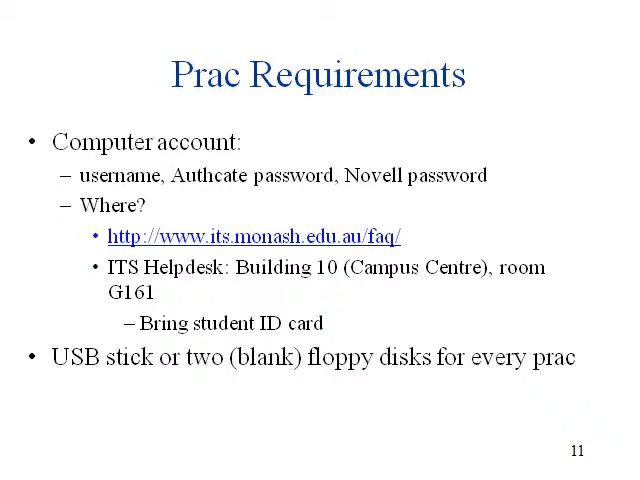 Prac Requirements
• Computer account:
– username, Authcate password, Novell password
– Where?
• http://www.its.monash.edu.au/faq/
• ITS Helpdesk: Building 10 (Campus Centre), room
G161
– Bring student ID card
• USB stick or two (blank) floppy disks for every prac
11